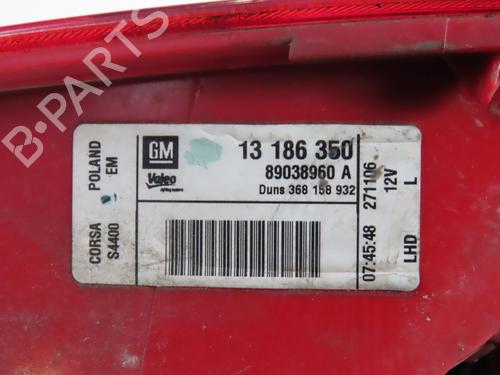 B-PARTS
GM
13 186 350
Valeo
89038960 A
Duns 368 158 932
CORSA POLAND
S4400 EM
07:45:48 271106
LHD 12V L